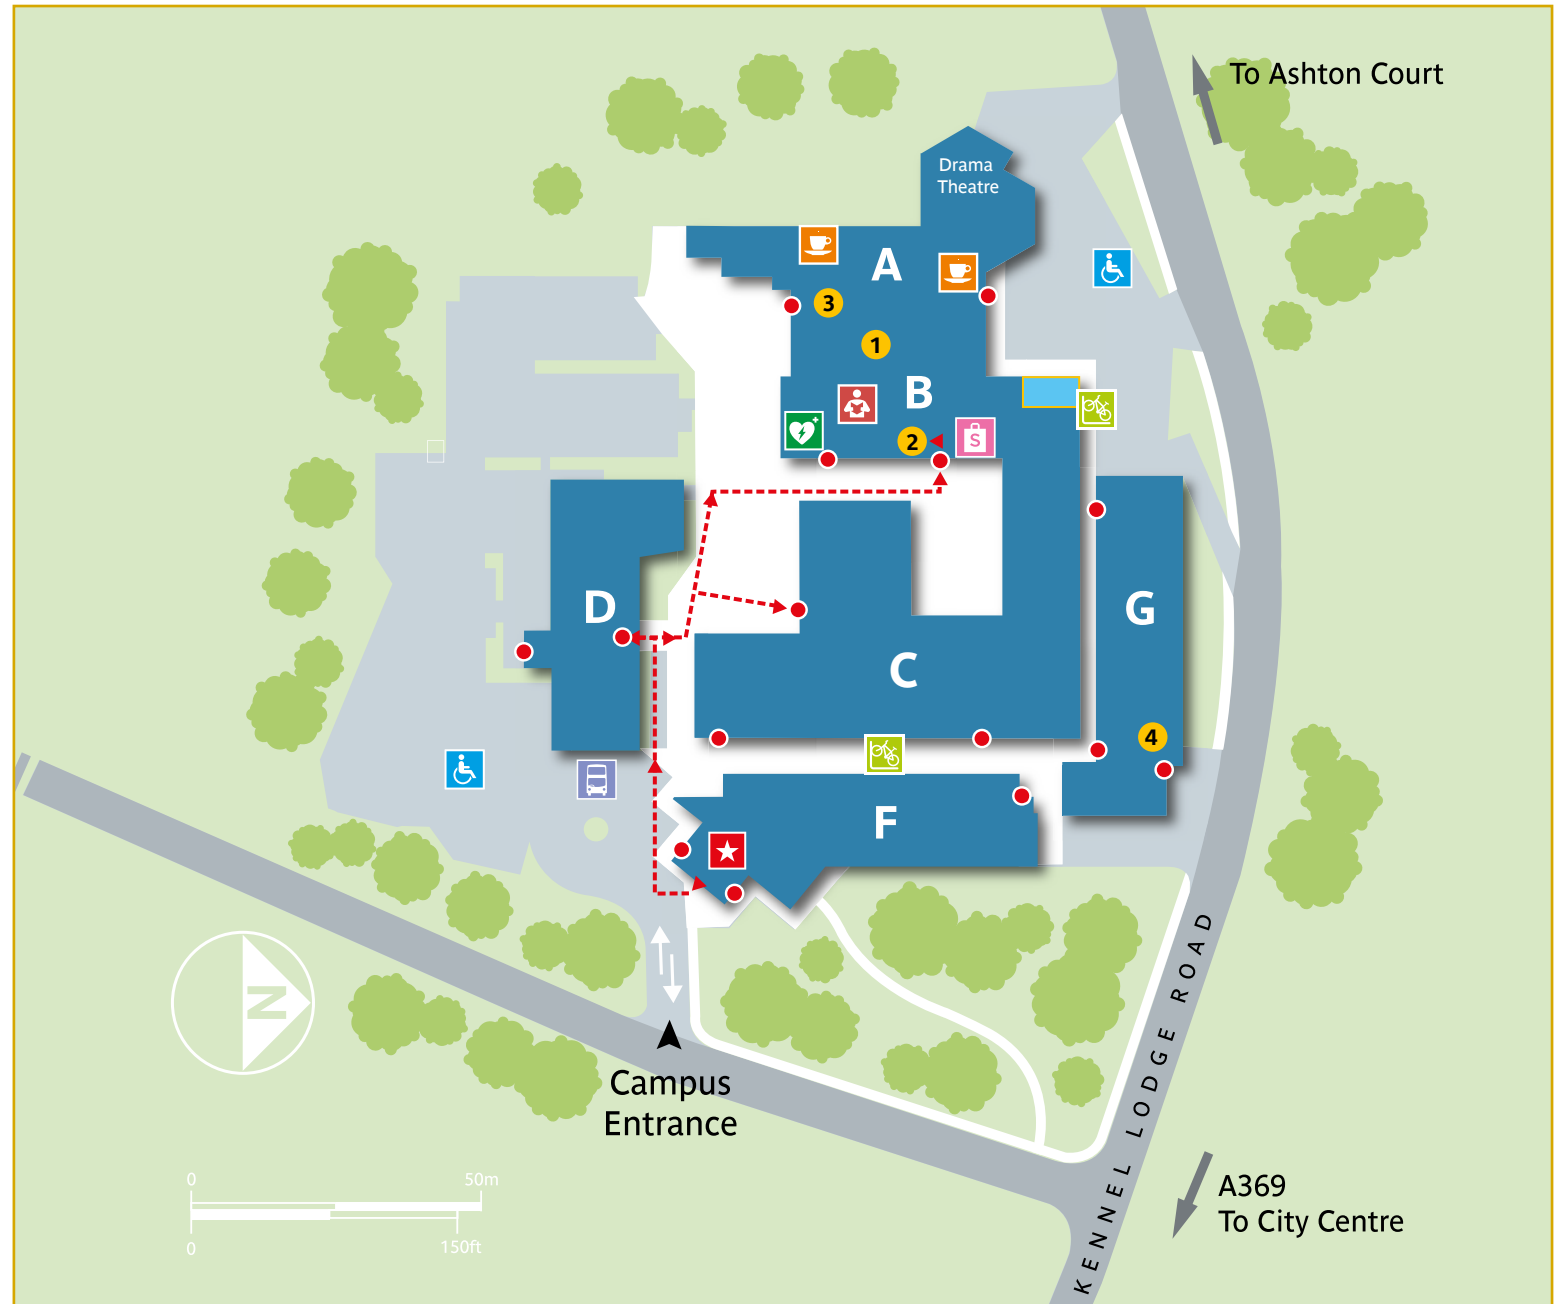 To Ashton Court
Drama
Theatre
A
3
1
B
2
S
D
G
C
4
F
N
Campus
Entrance
KENNEL LODGE ROAD
0
50m
0
150ft
A369
To City Centre